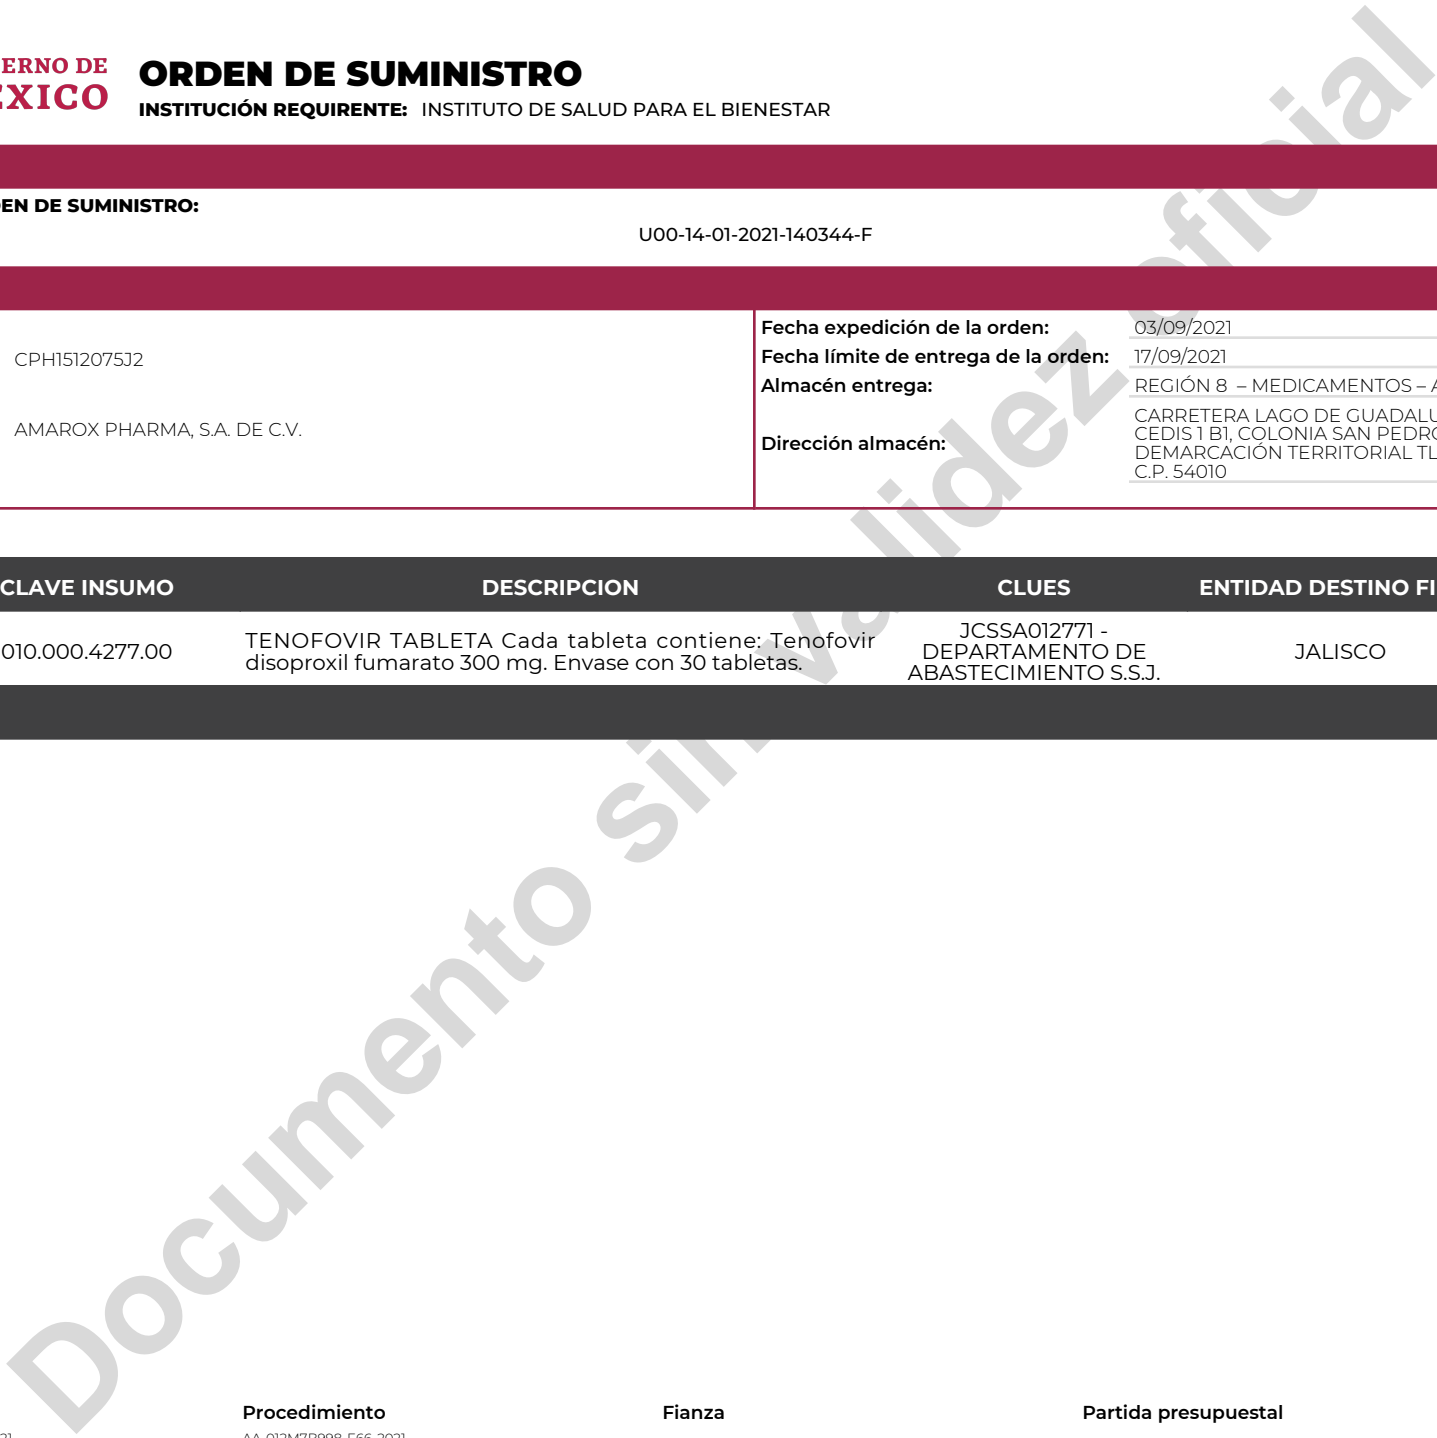 ERNO DE
ÉXICO
ORDEN DE SUMINISTRO
INSTITUCIÓN REQUIRENTE: INSTITUTO DE SALUD PARA EL BIENESTAR
EN DE SUMINISTRO:
U00-14-01-2021-140344-F
CPH1512075J2
AMAROX PHARMA, S.A. DE C.V.
Fecha expedición de la orden: 03/09/2021
Fecha límite de entrega de la orden: 17/09/2021
Almacén entrega: REGIÓN 8 – MEDICAMENTOS – A
Dirección almacén:
CARRETERA LAGO DE GUADALU
CEDIS 1 B1, COLONIA SAN PEDRO
DEMARCACIÓN TERRITORIAL TL
C.P. 54010
CLAVE INSUMO DESCRIPCION CLUES ENTIDAD DESTINO FI
010.000.4277.00
TENOFOVIR TABLETA Cada tableta contiene: Tenofovir
disoproxil fumarato 300 mg. Envase con 30 tabletas.
JCSSA012771 -
DEPARTAMENTO DE
ABASTECIMIENTO S.S.J.
JALISCO
Documento sin validez oficial
Procedimiento Fianza Partida presupuestal